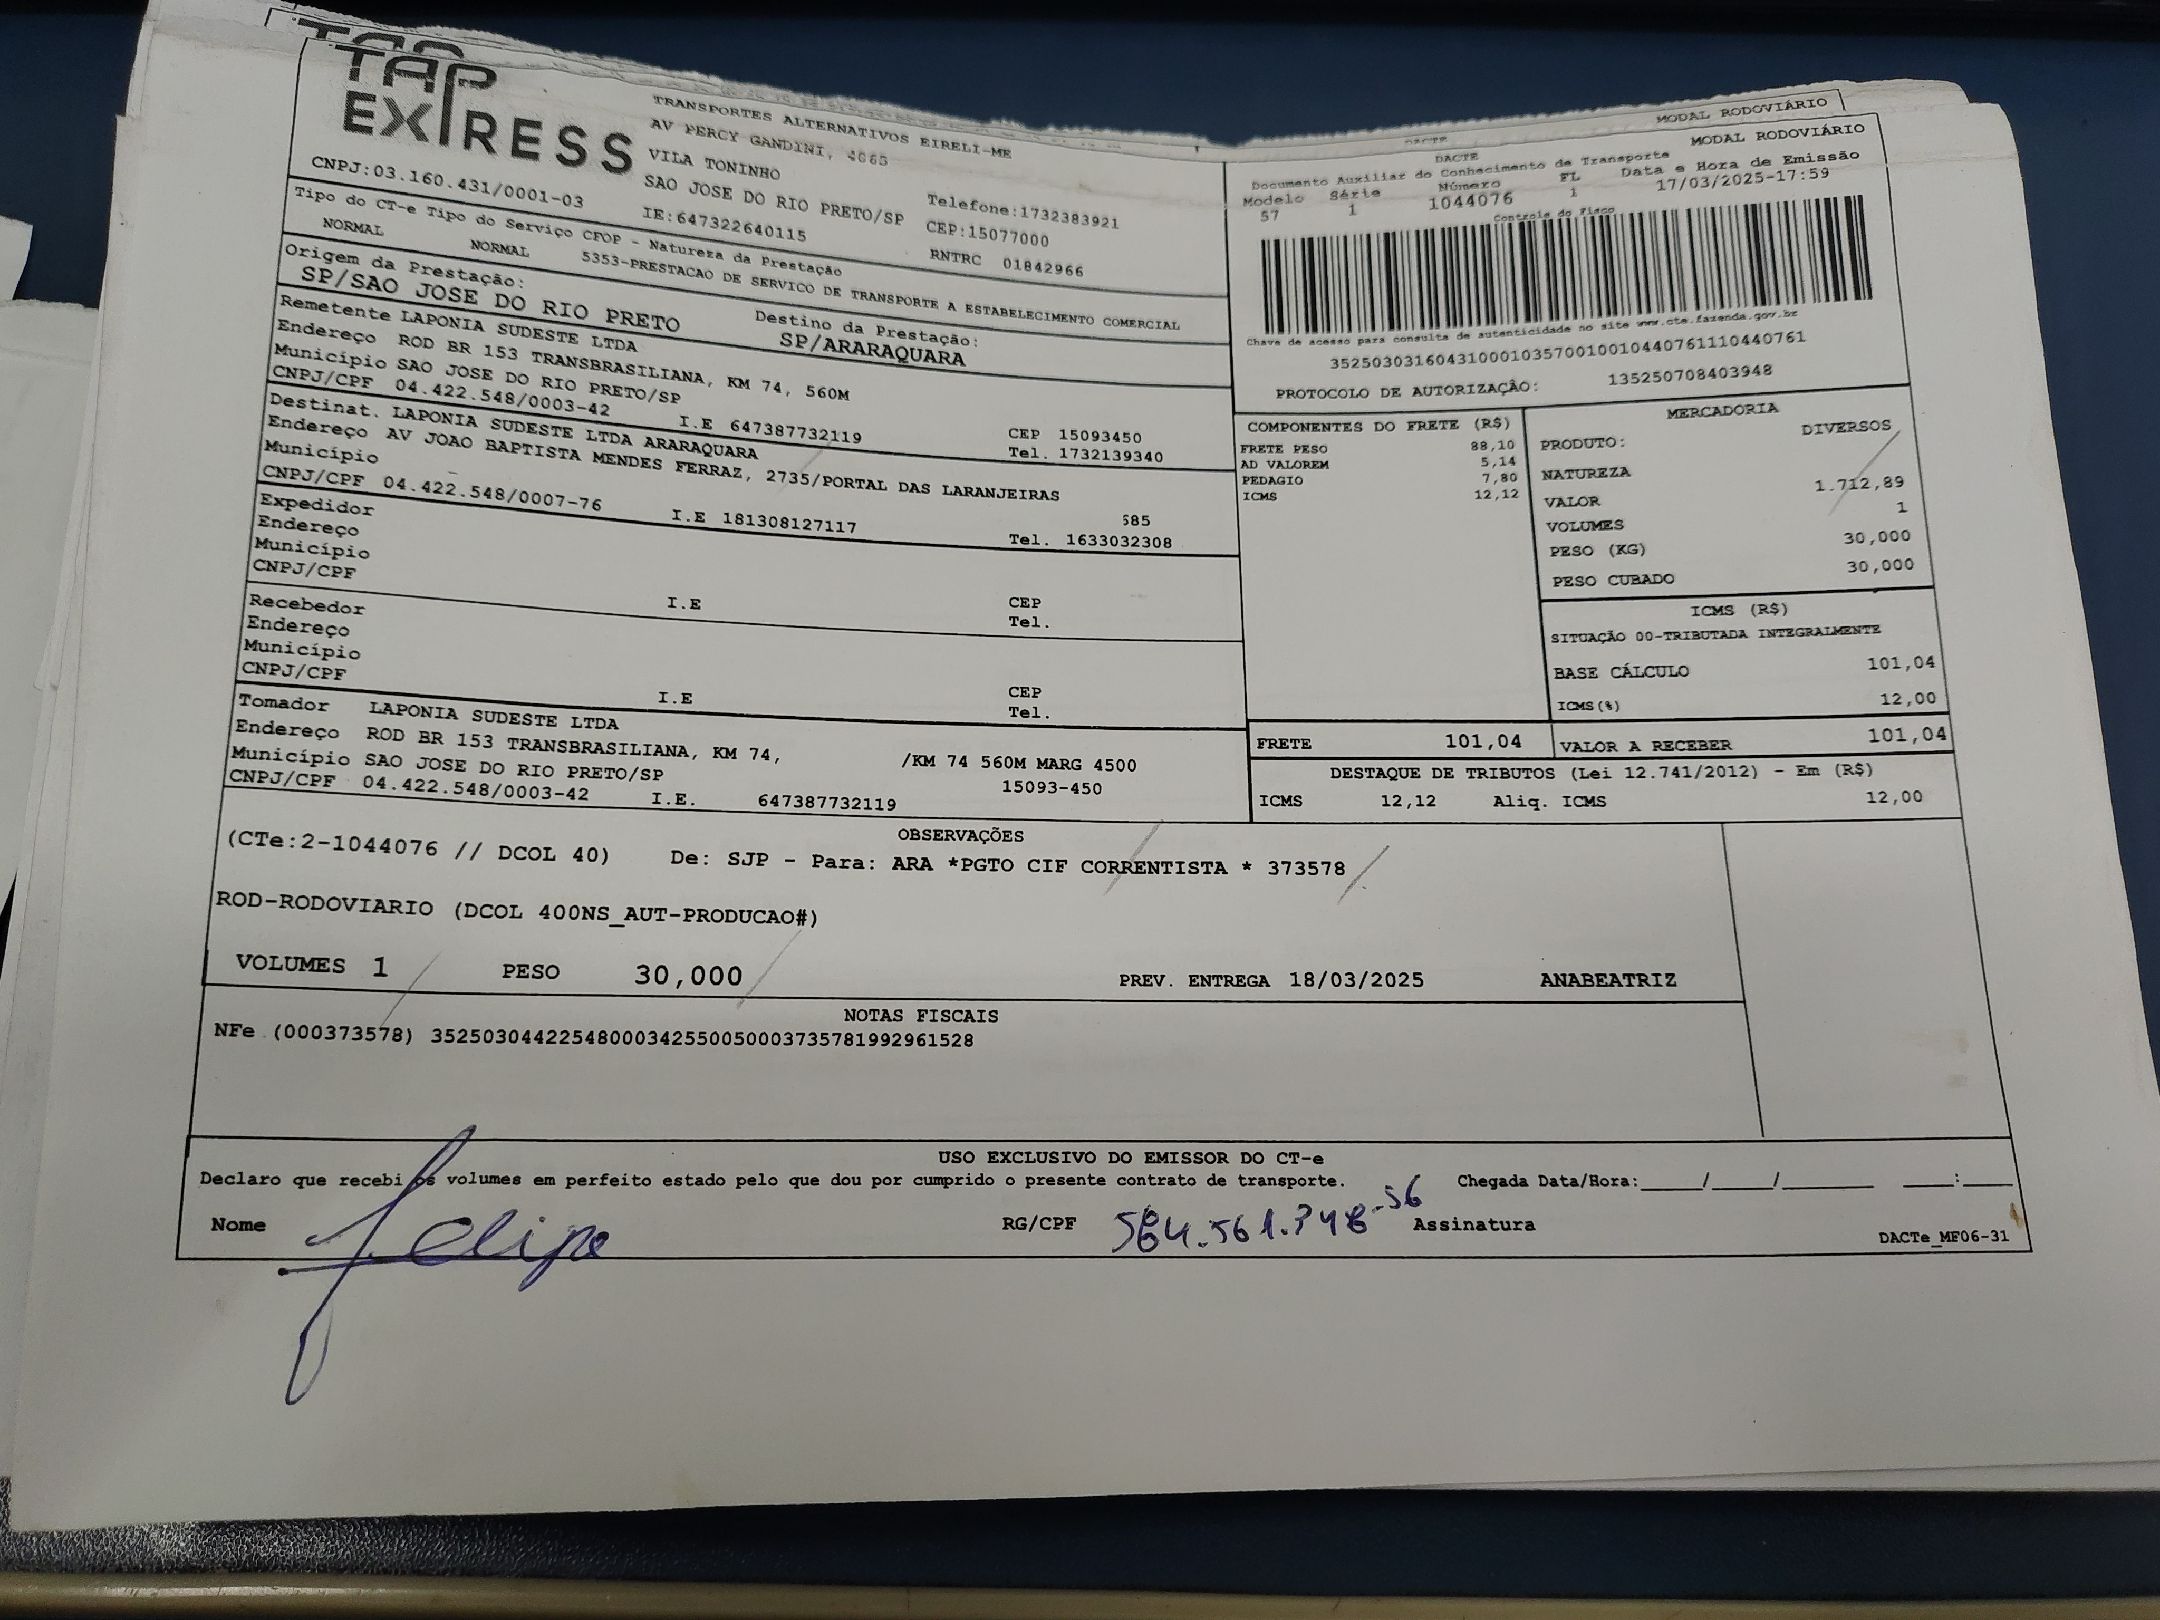 TAP
EXPRESS
TRANSPORTES ALTERNATIVOS EIRELI-ME
AV PERCY GANDINI, 4065
VILA TONINHO
CNPJ:03.160.431/0001-03
SAO JOSE DO RIO PRETO/SP
Telefone:1732383921
IE:647322640115
CEP:15077000
RNTRC 01842966
MODAL RODOVIÁRIO
DACTE
MODAL RODOVIÁRIO
DACTE
Documento Auxiliar do Conhecimento de Transporte
Modelo Série Número FL Data e Hora de Emissão
57 1 1044076 1 17/03/2025-17:59
Controle do Fisco
Chave de acesso para consulta de autenticidade no site www.cte.fazenda.gov.br
35250303160431000103570010010440761110440761
PROTOCOLO DE AUTORIZAÇÃO: 135250708403948
Tipo do CT-e Tipo do Serviço CFOP - Natureza da Prestação
NORMAL NORMAL 5353-PRESTACAO DE SERVICO DE TRANSPORTE A ESTABELECIMENTO COMERCIAL
Origem da Prestação: Destino da Prestação:
SP/SAO JOSE DO RIO PRETO SP/ARARAQUARA
Remetente LAPONIA SUDESTE LTDA
Endereço ROD BR 153 TRANSBRASILIANA, KM 74, 560M
Município SAO JOSE DO RIO PRETO/SP CEP 15093450
CNPJ/CPF 04.422.548/0003-42 I.E 647387732119 Tel. 1732139340
Destinat. LAPONIA SUDESTE LTDA ARARAQUARA
Endereço AV JOAO BAPTISTA MENDES FERRAZ, 2735/PORTAL DAS LARANJEIRAS
Município 585
CNPJ/CPF 04.422.548/0007-76 I.E 181308127117 Tel. 1633032308
Expedidor
Endereço
Município CEP
CNPJ/CPF I.E Tel.
Recebedor
Endereço
Município CEP
CNPJ/CPF I.E Tel.
Tomador LAPONIA SUDESTE LTDA
Endereço ROD BR 153 TRANSBRASILIANA, KM 74, /KM 74 560M MARG 4500
Município SAO JOSE DO RIO PRETO/SP 15093-450
CNPJ/CPF 04.422.548/0003-42 I.E. 647387732119
COMPONENTES DO FRETE (R$)
FRETE PESO 88,10
AD VALOREM 5,14
PEDAGIO 7,80
ICMS 12,12
MERCADORIA
PRODUTO: DIVERSOS
NATUREZA
VALOR 1.712,89
VOLUMES 1
PESO (KG) 30,000
PESO CUBADO 30,000
ICMS (R$)
SITUAÇÃO 00-TRIBUTADA INTEGRALMENTE
BASE CÁLCULO 101,04
ICMS(%) 12,00
FRETE 101,04 VALOR A RECEBER 101,04
DESTAQUE DE TRIBUTOS (Lei 12.741/2012) - Em (R$)
ICMS 12,12 Aliq. ICMS 12,00
OBSERVAÇÕES
(CTe:2-1044076 // DCOL 40) De: SJP - Para: ARA *PGTO CIF CORRENTISTA * 373578
ROD-RODOVIARIO (DCOL 400NS_AUT-PRODUCAO#)
VOLUMES 1 PESO 30,000 PREV. ENTREGA 18/03/2025 ANABEATRIZ
NOTAS FISCAIS
NFe (000373578) 35250304422548000342550050003735781992961528
USO EXCLUSIVO DO EMISSOR DO CT-e
Declaro que recebi os volumes em perfeito estado pelo que dou por cumprido o presente contrato de transporte. Chegada Data/Hora:____/____/______ ___:___
Nome Felipe RG/CPF 584.561.348-56 Assinatura
DACTe_MF06-31